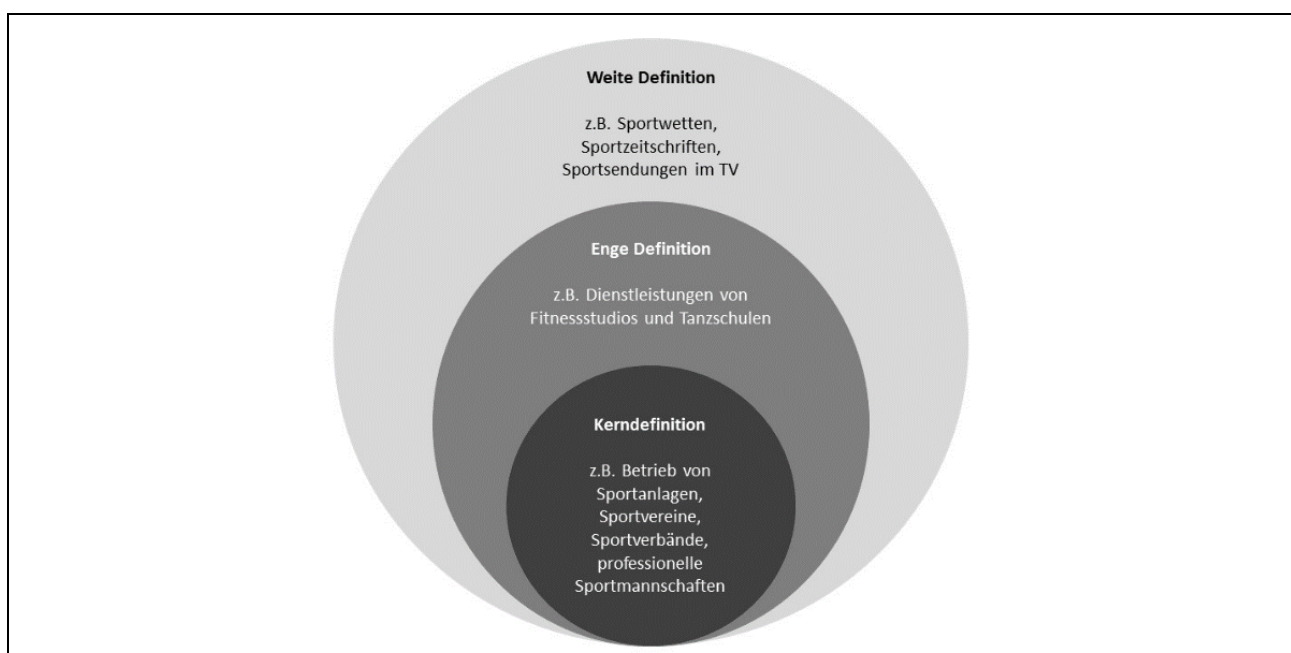 Weite Definition
z.B. Sportwetten,
Sportzeitschriften,
Sportsendungen im TV
Enge Definition
z.B. Dienstleistungen von
Fitnessstudios und Tanzschulen
Kerndefinition
z.B. Betrieb von
Sportanlagen,
Sportvereine,
Sportverbände,
professionelle
Sportmannschaften